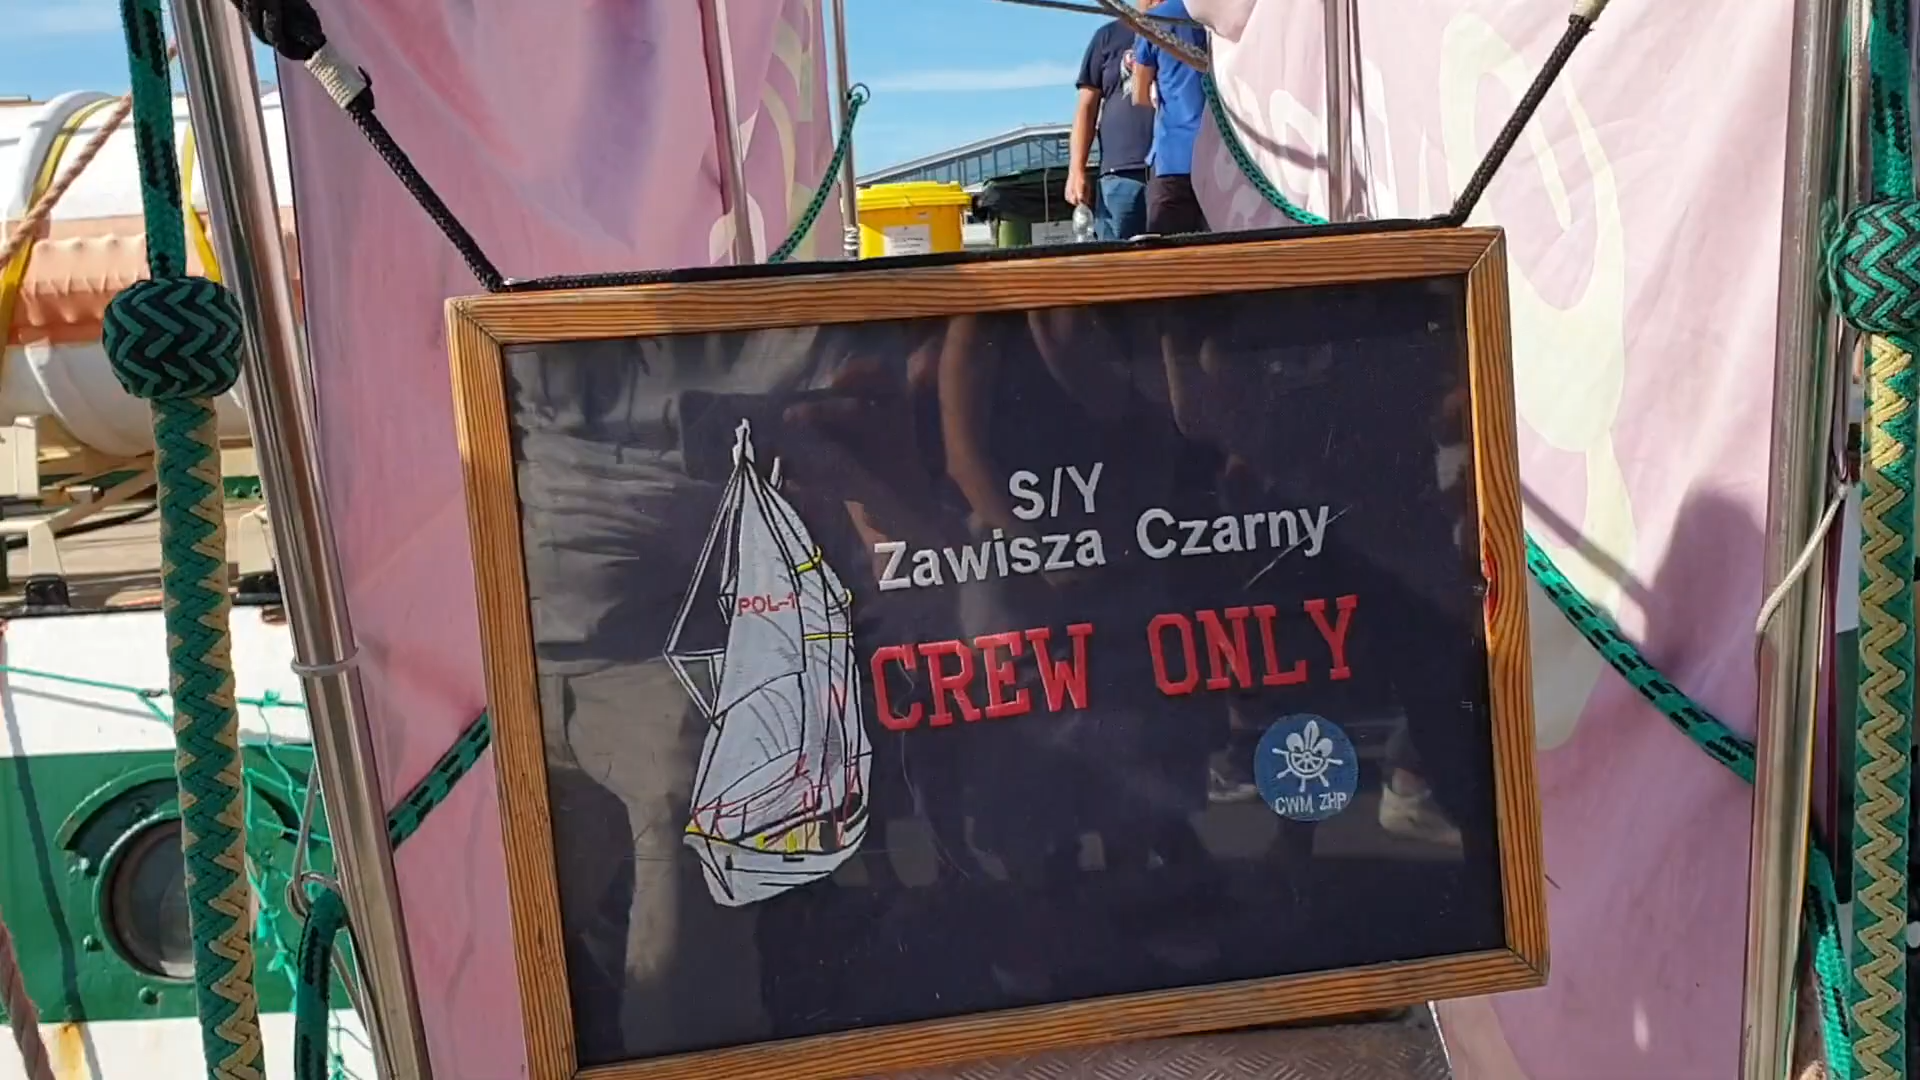 S/Y
Zawisza Czarny
CREW ONLY
POL-1
CWM ZHP